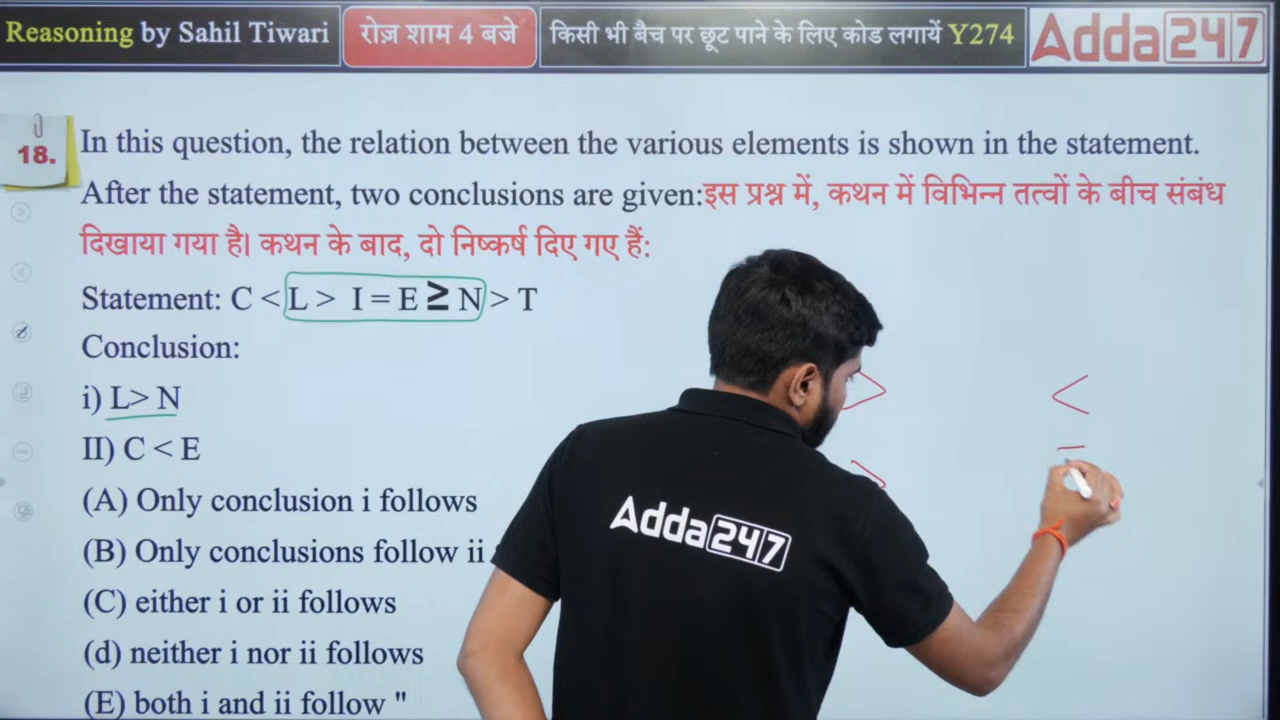 Reasoning by Sahil Tiwari
रोज़ शाम 4 बजे
किसी भी बैच पर छूट पाने के लिए कोड लगायें Y274
Adda247
18.
In this question, the relation between the various elements is shown in the statement.
After the statement, two conclusions are given:इस प्रश्न में, कथन में विभिन्न तत्वों के बीच संबंध
दिखाया गया है। कथन के बाद, दो निष्कर्ष दिए गए हैं:
Statement: C < L > I = E ≥ N > T
Conclusion:
i) L> N
II) C < E
(A) Only conclusion i follows
(B) Only conclusions follow ii
(C) either i or ii follows
(d) neither i nor ii follows
(E) both i and ii follow "
> <
Adda247